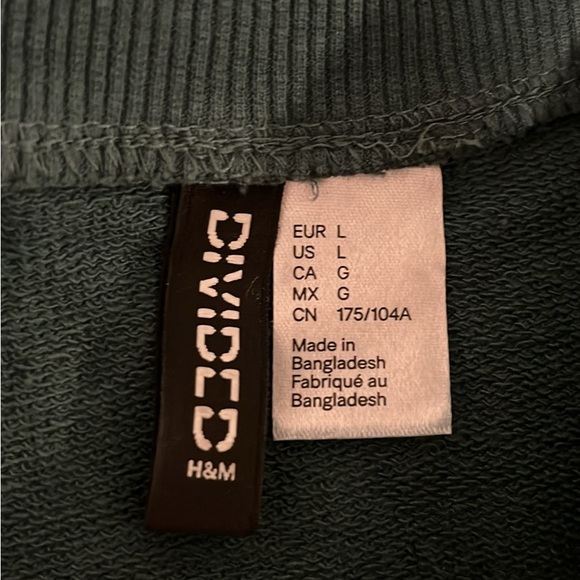 DIVIDED
H&M
EUR L
US L
CA G
MX G
CN 175/104A
Made in
Bangladesh
Fabriqué au
Bangladesh